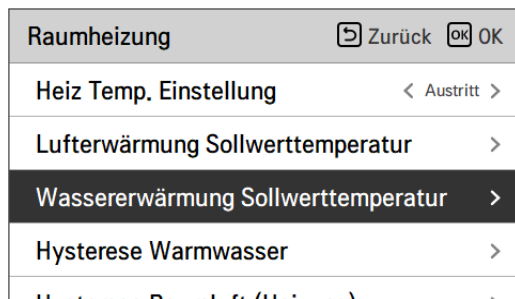 Raumheizung Zurück OK OK
Heiz Temp. Einstellung < Austritt >
Lufterwärmung Sollwerttemperatur >
Wassererwärmung Sollwerttemperatur >
Hysterese Warmwasser >